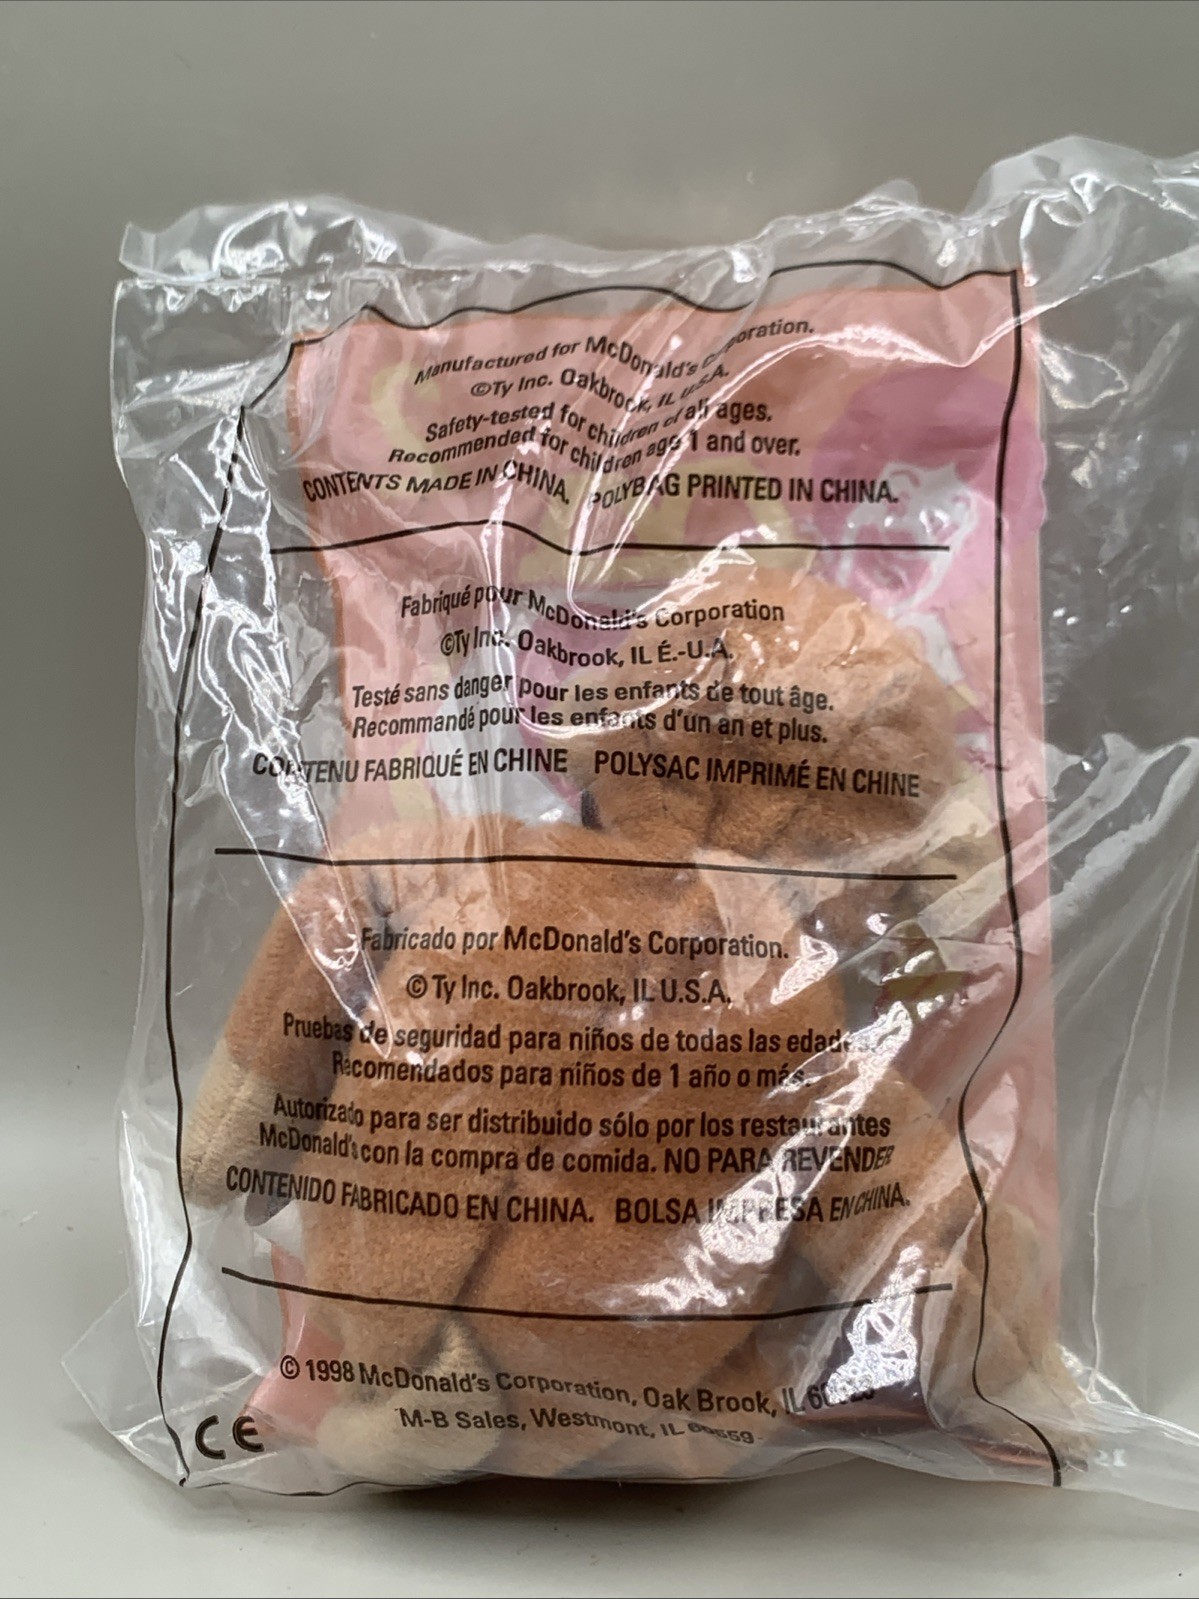 Manufactured for McDonald's Corporation.
©Ty Inc. Oakbrook, IL U.S.A.
Safety-tested for children of all ages.
Recommended for children age 1 and over.
CONTENTS MADE IN CHINA. POLYBAG PRINTED IN CHINA.
Fabriqué pour McDonald's Corporation
©Ty Inc. Oakbrook, IL É.-U.A.
Testé sans danger pour les enfants de tout âge.
Recommandé pour les enfants d'un an et plus.
CONTENU FABRIQUÉ EN CHINE POLYSAC IMPRIMÉ EN CHINE
Fabricado por McDonald's Corporation.
© Ty Inc. Oakbrook, IL U.S.A.
Pruebas de seguridad para niños de todas las edades.
Recomendados para niños de 1 año o más.
Autorizado para ser distribuido sólo por los restaurantes
McDonald's con la compra de comida. NO PARA REVENDER
CONTENIDO FABRICADO EN CHINA. BOLSA IMPRESA EN CHINA.
© 1998 McDonald's Corporation, Oak Brook, IL
M-B Sales, Westmont, IL
CE